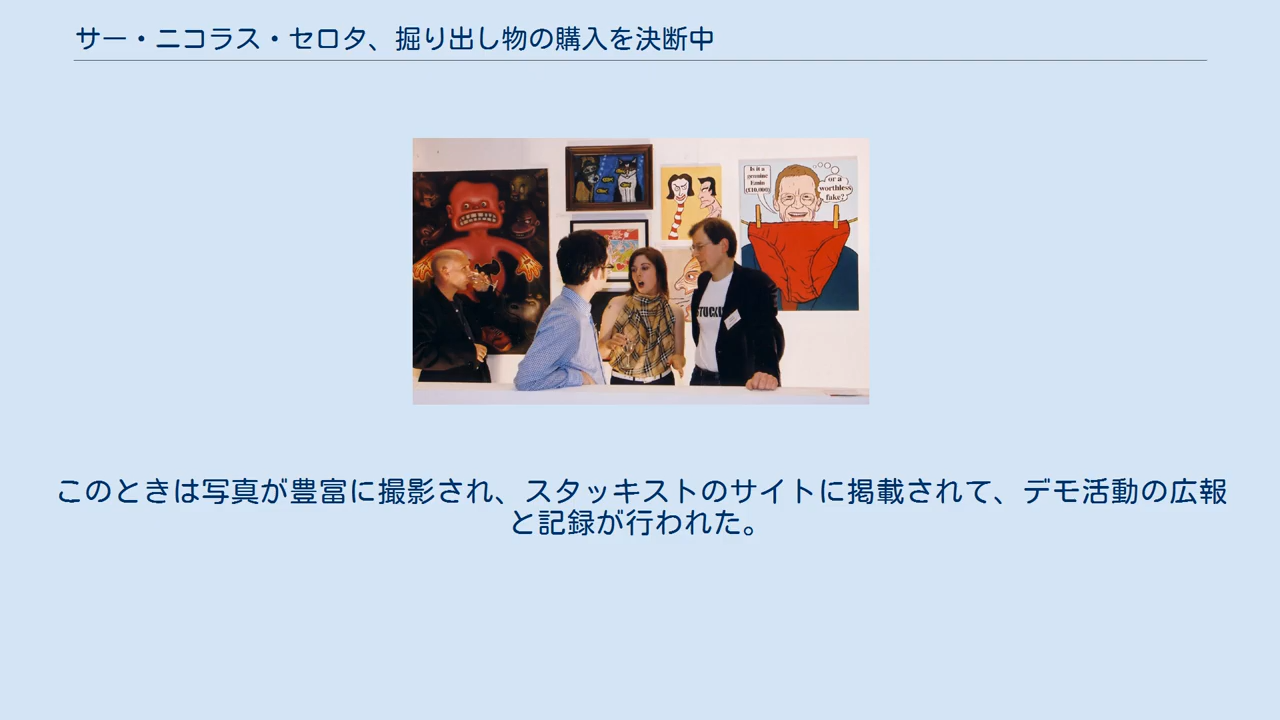 サー・ニコラス・セロタ、掘り出し物の購入を決断中
Is it a
genuine
Emin
(£10,000)
or a
worthless
fake?
STUCK
このときは写真が豊富に撮影され、スタッキストのサイトに掲載されて、デモ活動の広報
と記録が行われた。